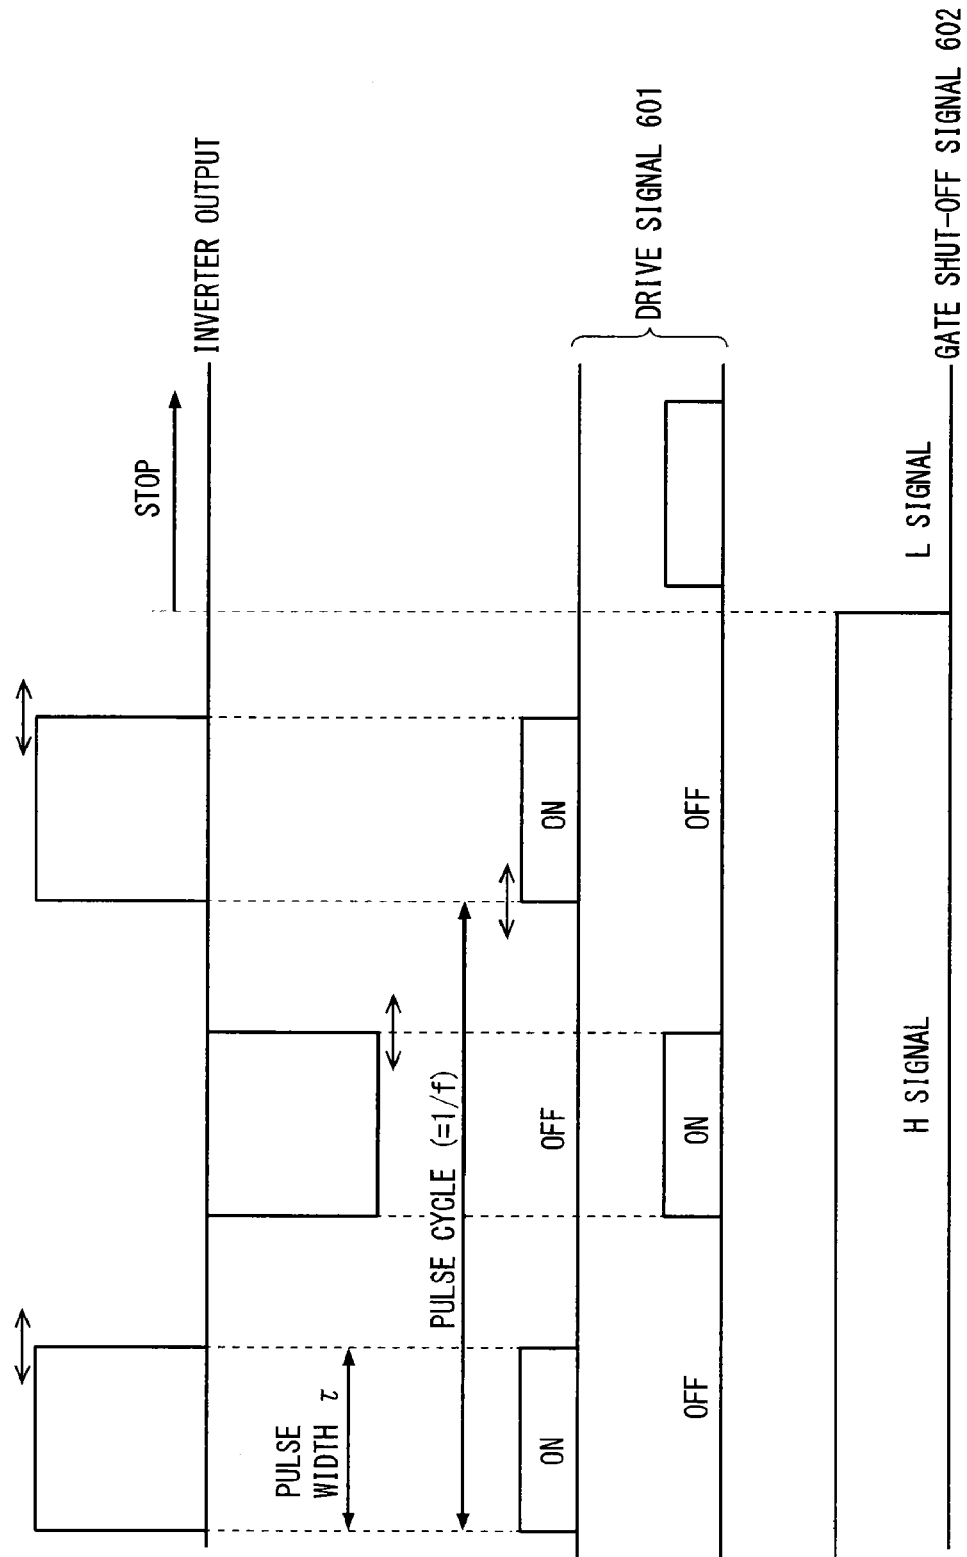 STOP
INVERTER OUTPUT
PULSE
WIDTH τ
PULSE CYCLE (=1/f)
ON
OFF
ON
DRIVE SIGNAL 601
OFF
ON
OFF
H SIGNAL
L SIGNAL
GATE SHUT-OFF SIGNAL 602